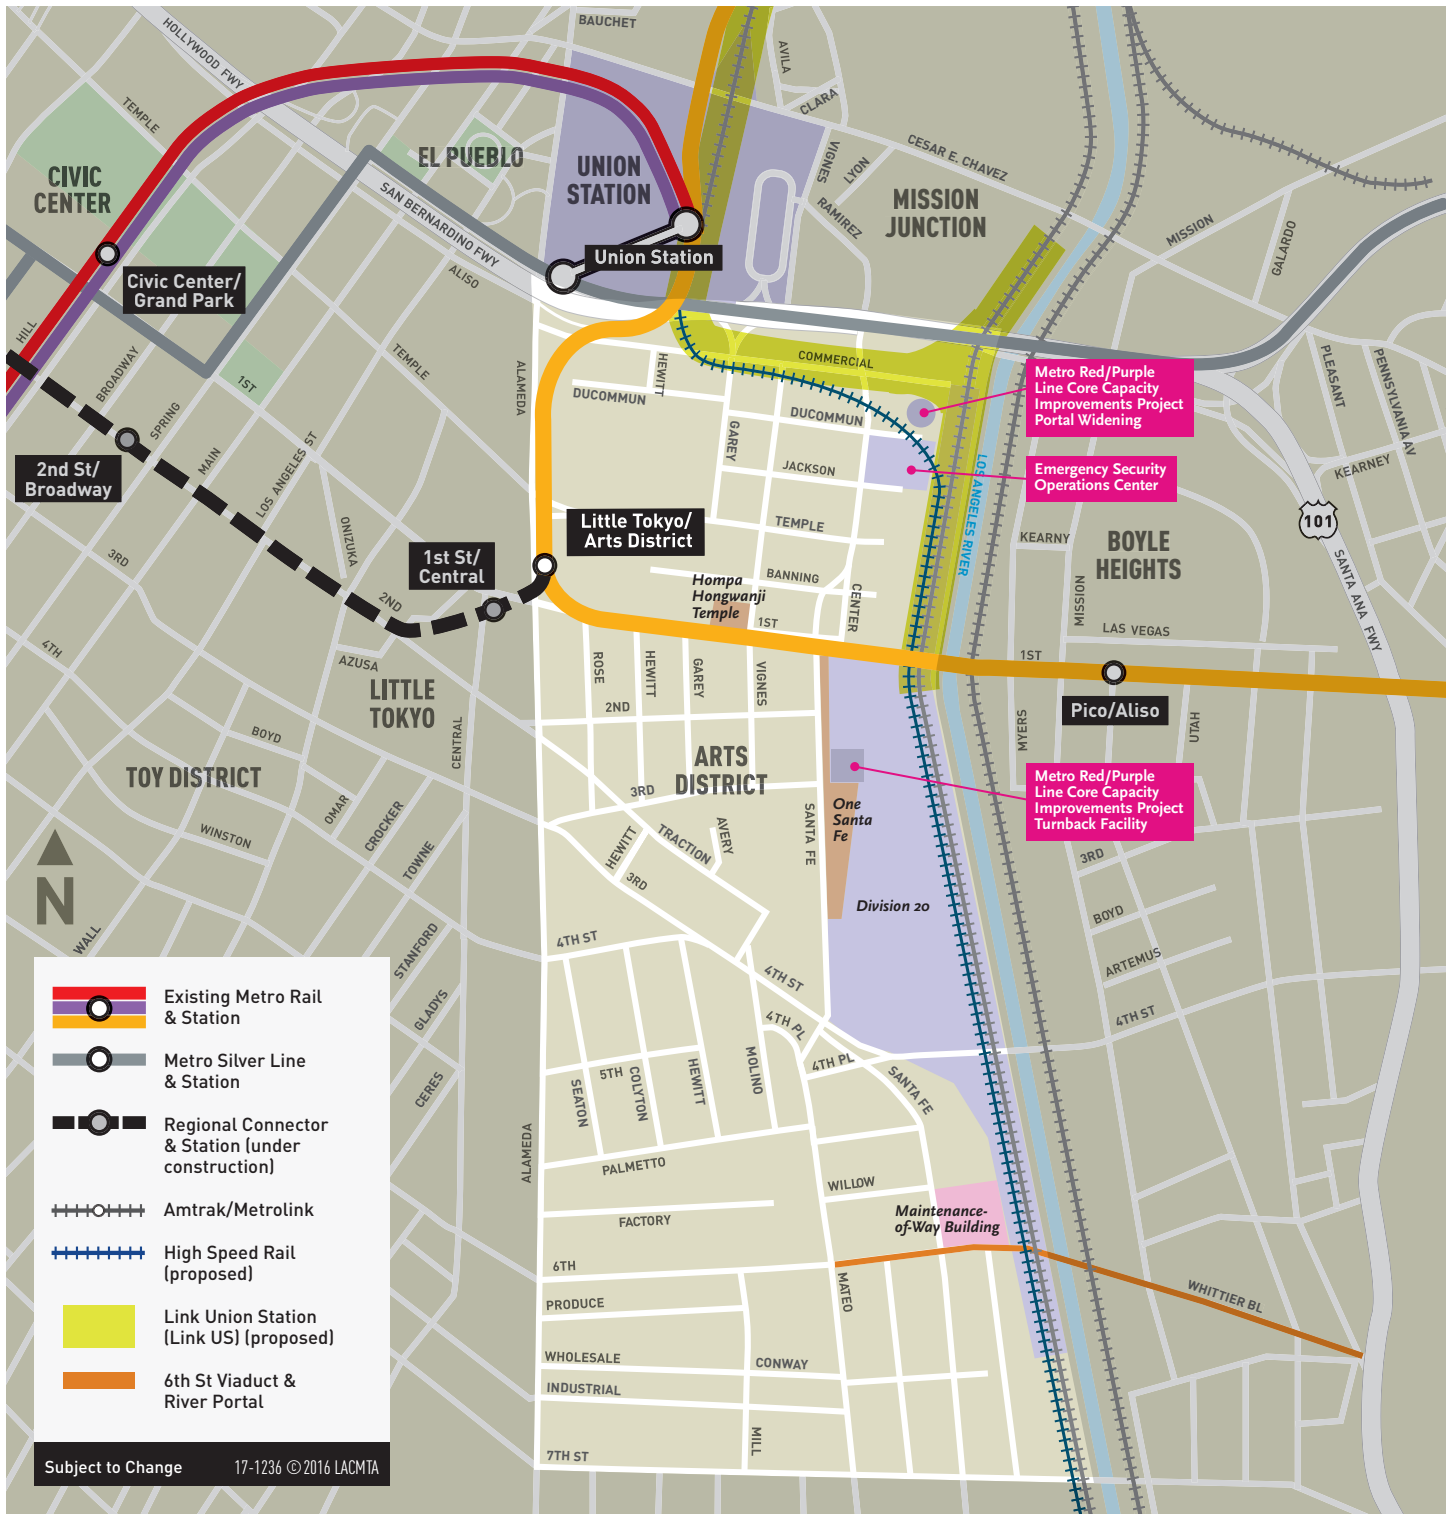 BAUCHET
HOLLYWOOD FWY
AVILA
CLARA
TEMPLE
CESAR E. CHAVEZ
EL PUEBLO
UNION
STATION
VIGNES
LYON
CIVIC
CENTER
SAN BERNARDINO FWY
MISSION
JUNCTION
RAMIREZ
MISSION
GALARDO
Union Station
Civic Center/
Grand Park
ALISO
HILL
BROADWAY
1ST
TEMPLE
ALAMEDA
HEWITT
COMMERCIAL
PLEASANT
PENNSYLVANIA AV
Metro Red/Purple
Line Core Capacity
Improvements Project
Portal Widening
DUCOMMUN
DUCOMMUN
SPRING
MAIN
LOS ANGELES ST
GAREY
JACKSON
2nd St/
Broadway
Emergency Security
Operations Center
KEARNEY
LOS ANGELES RIVER
101
ONIZUKA
Little Tokyo/
Arts District
TEMPLE
KEARNY
BOYLE
HEIGHTS
SANTA ANA FWY
3RD
1st St/
Central
BANNING
Hompa
Hongwanji
Temple
CENTER
MISSION
2ND
1ST
LAS VEGAS
4TH
AZUSA
ROSE
HEWITT
GAREY
VIGNES
1ST
LITTLE
TOKYO
2ND
Pico/Aliso
MYERS
UTAH
BOYD
CENTRAL
ARTS
DISTRICT
TOY DISTRICT
Metro Red/Purple
Line Core Capacity
Improvements Project
Turnback Facility
3RD
OMAR
CROCKER
One
Santa
Fe
SANTA FE
WINSTON
TOWNE
HEWITT
TRACTION
AVERY
3RD
3RD
N
Division 20
BOYD
WALL
STANFORD
4TH ST
ARTEMUS
4TH ST
GLADYS
4TH PL
4TH ST
4TH PL
CERES
5TH
SEATON
COLYTON
HEWITT
MOLINO
SANTA FE
ALAMEDA
PALMETTO
WILLOW
FACTORY
Maintenance-
of-Way Building
6TH
MATEO
WHITTIER BL
PRODUCE
WHOLESALE
CONWAY
INDUSTRIAL
MILL
7TH ST
Existing Metro Rail
& Station
Metro Silver Line
& Station
Regional Connector
& Station (under
construction)
Amtrak/Metrolink
High Speed Rail
(proposed)
Link Union Station
(Link US) (proposed)
6th St Viaduct &
River Portal
Subject to Change
17-1236 © 2016 LACMTA